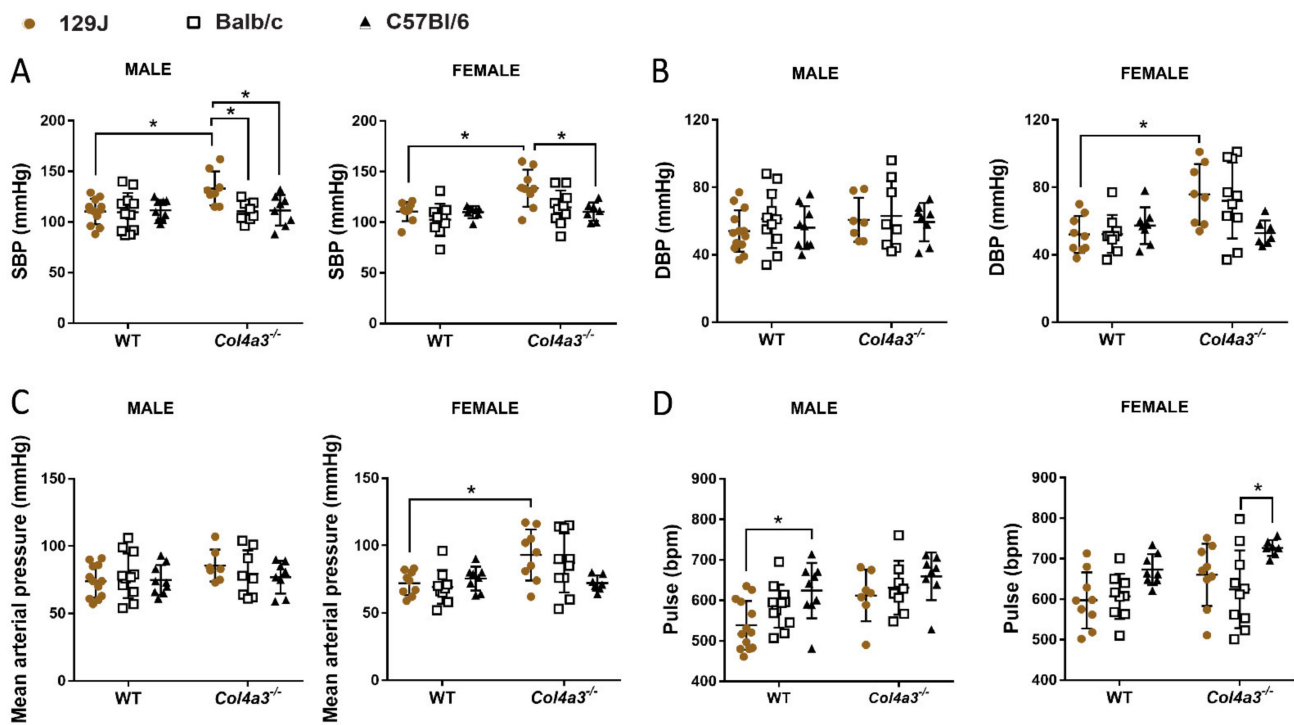 129J Balb/c C57Bl/6
A MALE FEMALE
SBP (mmHg)
200
150
100
50
0
*
*
*
WT Col4a3-/-
SBP (mmHg)
200
150
100
50
0
*
*
WT Col4a3-/-
B MALE FEMALE
DBP (mmHg)
120
80
40
0
WT Col4a3-/-
DBP (mmHg)
120
80
40
0
*
WT Col4a3-/-
C MALE FEMALE
Mean arterial pressure (mmHg)
150
100
50
0
WT Col4a3-/-
Mean arterial pressure (mmHg)
150
100
50
0
*
WT Col4a3-/-
D MALE FEMALE
Pulse (bpm)
900
800
700
600
500
400
*
WT Col4a3-/-
Pulse (bpm)
900
800
700
600
500
400
*
WT Col4a3-/-